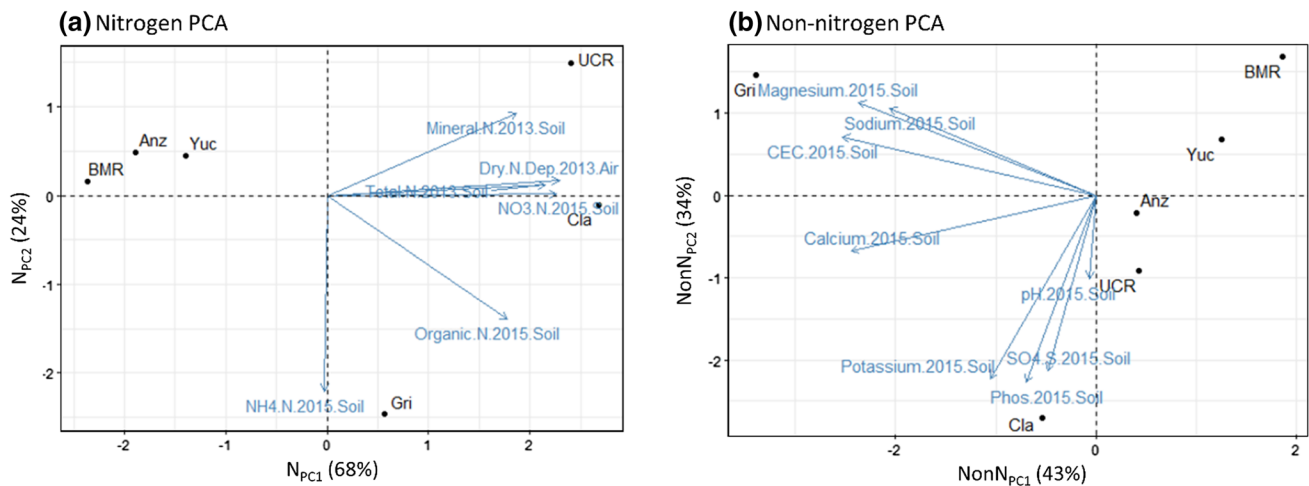 (a) Nitrogen PCA
UCR
Mineral.N.2013.Soil
Anz
Yuc
BMR
Dry.N.Dep.2013.Air
Total.N.2013.Soil
NO3.N.2015.Soil
Cla
Organic.N.2015.Soil
NH4.N.2015.Soil
Gri
1
0
-1
-2
-2
-1
0
1
2
NPC2 (24%)
NPC1 (68%)
(b) Non-nitrogen PCA
BMR
Gri
Magnesium.2015.Soil
Sodium.2015.Soil
CEC.2015.Soil
Yuc
Anz
Calcium.2015.Soil
UCR
pH.2015.Soil
Potassium.2015.Soil
SO4.S.2015.Soil
Phos.2015.Soil
Cla
1
0
-1
-2
-2
0
2
NonNPC2 (34%)
NonNPC1 (43%)